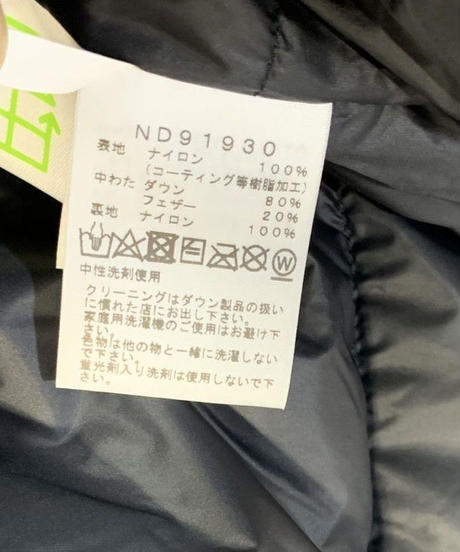 ND91930
表地 ナイロン 100%
(コーティング等樹脂加工)
中わた ダウン 80%
フェザー 20%
裏地 ナイロン 100%
W
中性洗剤使用
クリーニングはダウン製品の扱い
に慣れた店にお出し下さい。
家庭用洗濯機のご使用はお避け下
さい。
色物は他の物と一緒に洗濯しない
で下さい。
蛍光剤入り洗剤は使用しないで下
さい。